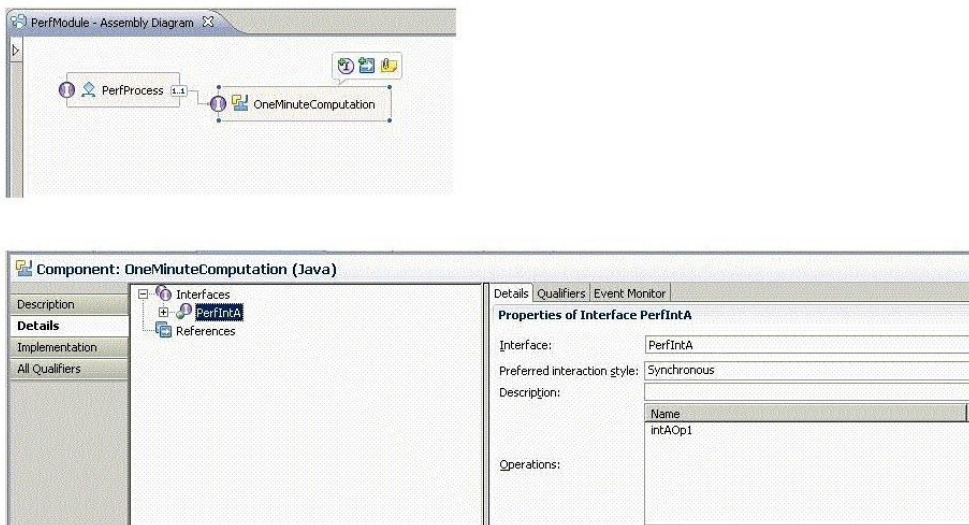 PerfModule - Assembly Diagram
PerfProcess 1..1
OneMinuteComputation
Component: OneMinuteComputation (Java)
Description
Details
Implementation
All Qualifiers
Interfaces
PerfIntA
References
Details Qualifiers Event Monitor
Properties of Interface PerfIntA
Interface: PerfIntA
Preferred interaction style: Synchronous
Description:
Name
intAOp1
Operations: